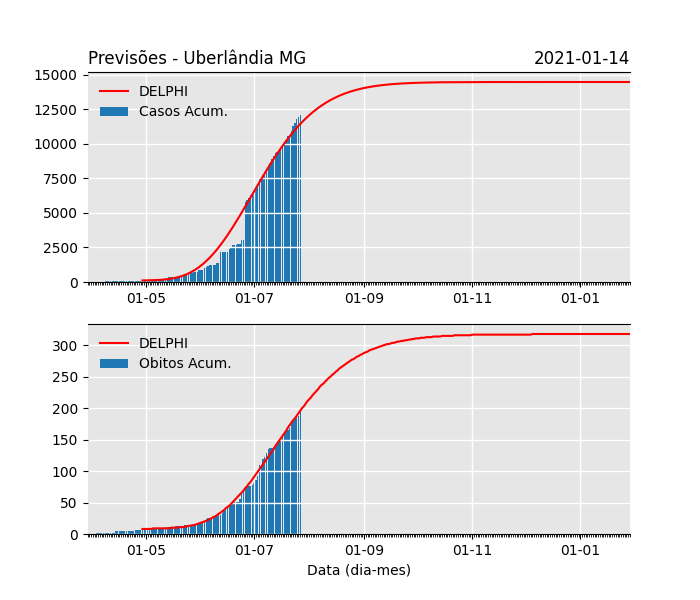 Previsões - Uberlândia MG 2021-01-14
15000
12500
10000
7500
5000
2500
0
DELPHI
Casos Acum.
01-05 01-07 01-09 01-11 01-01
300
250
200
150
100
50
0
DELPHI
Obitos Acum.
01-05 01-07 01-09 01-11 01-01
Data (dia-mes)